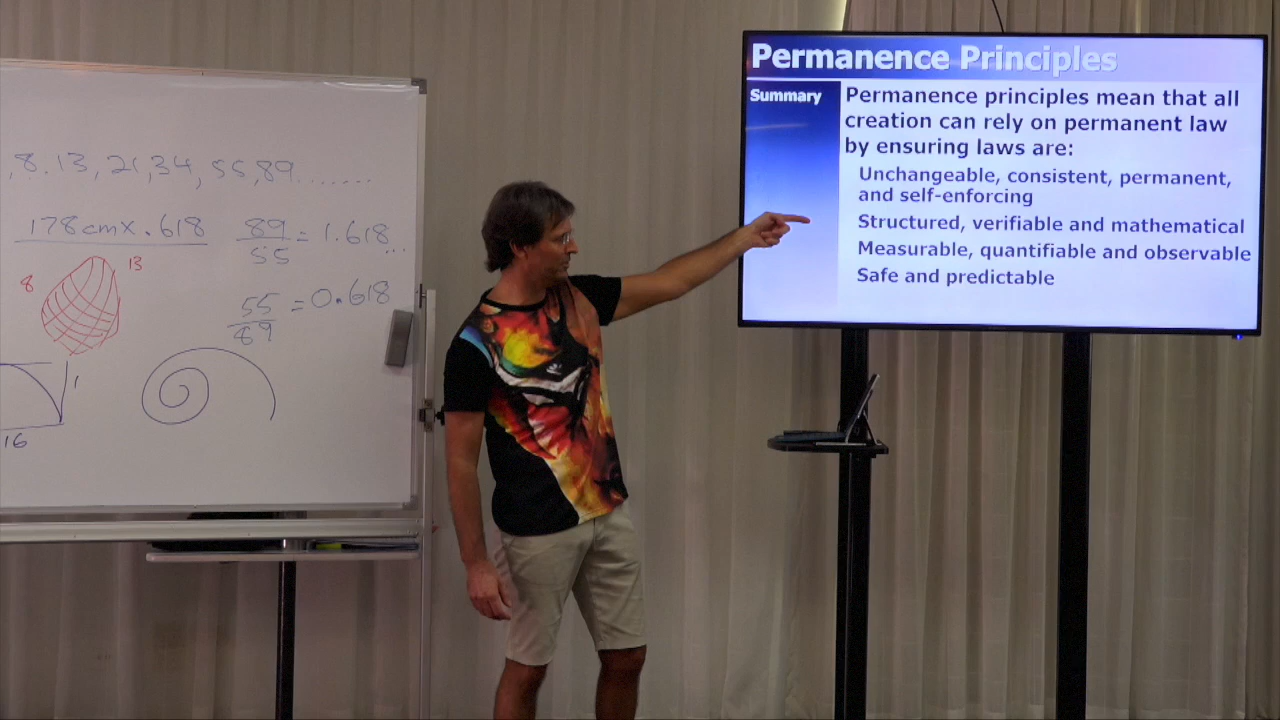 ,8.13, 21,34, 55,89........
178cmx.618
89
55
= 1.618...
8
13
55
89
=0.618
1
16
Permanence Principles
Summary
Permanence principles mean that all
creation can rely on permanent law
by ensuring laws are:
Unchangeable, consistent, permanent,
and self-enforcing
Structured, verifiable and mathematical
Measurable, quantifiable and observable
Safe and predictable